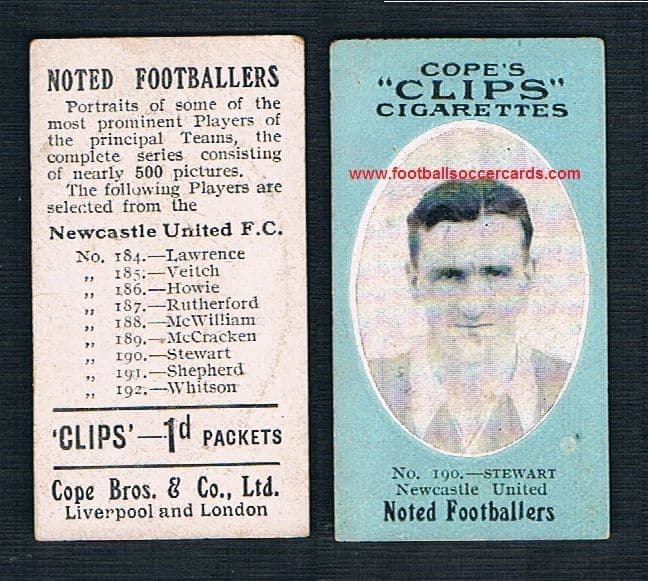 NOTED FOOTBALLERS
Portraits of some of the
most prominent Players of
the principal Teams, the
complete series consisting
of nearly 500 pictures.
The following Players are
selected from the
Newcastle United F.C.
No. 184.—Lawrence
„ 185.—Veitch
„ 186.—Howie
„ 187.—Rutherford
„ 188.—McWilliam
„ 189.—McCracken
„ 190.—Stewart
„ 191.—Shepherd
„ 192.—Whitson
'CLIPS'—1d PACKETS
Cope Bros. & Co., Ltd.
Liverpool and London
COPE'S
"CLIPS"
CIGARETTES
www.footballsoccercards.com
No. 190.—STEWART
Newcastle United
Noted Footballers